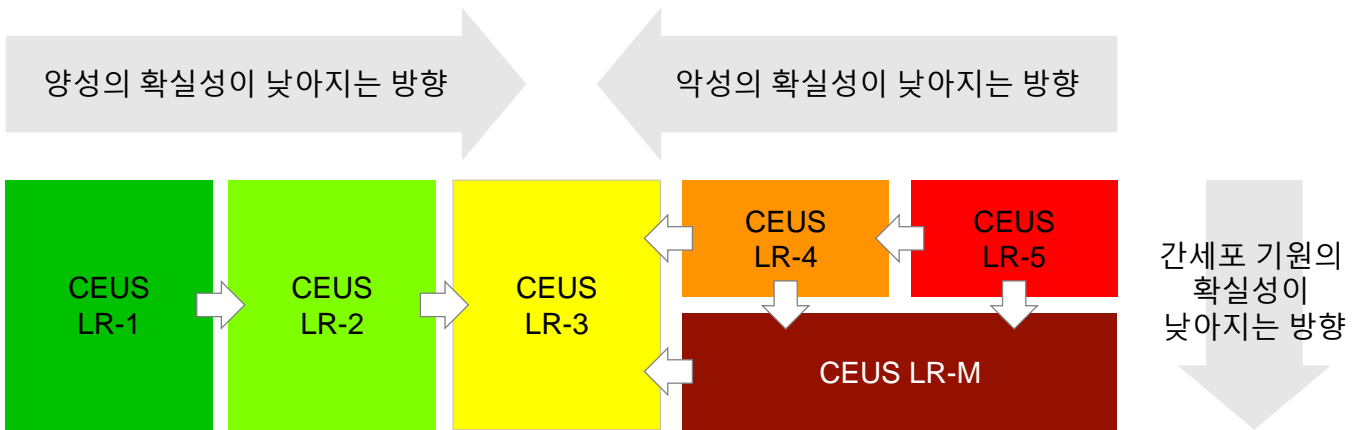 양성의 확실성이 낮아지는 방향
악성의 확실성이 낮아지는 방향
CEUS
LR-1
CEUS
LR-2
CEUS
LR-3
CEUS
LR-4
CEUS
LR-5
CEUS LR-M
간세포 기원의
확실성이
낮아지는 방향